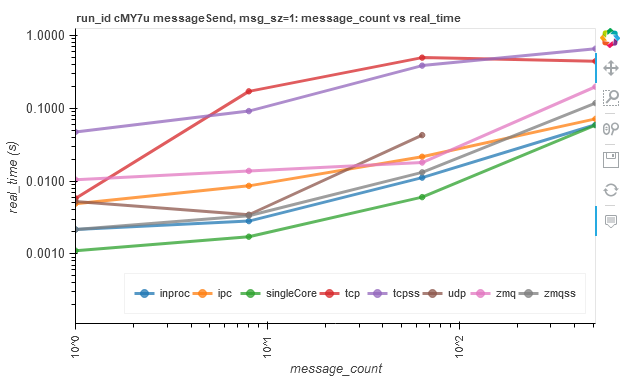 run_id cMY7u messageSend, msg_sz=1: message_count vs real_time
1.0000
0.1000
0.0100
0.0010
real_time (s)
inproc ipc singleCore tcp tcpss udp zmq zmqss
10^0 10^1 10^2
message_count